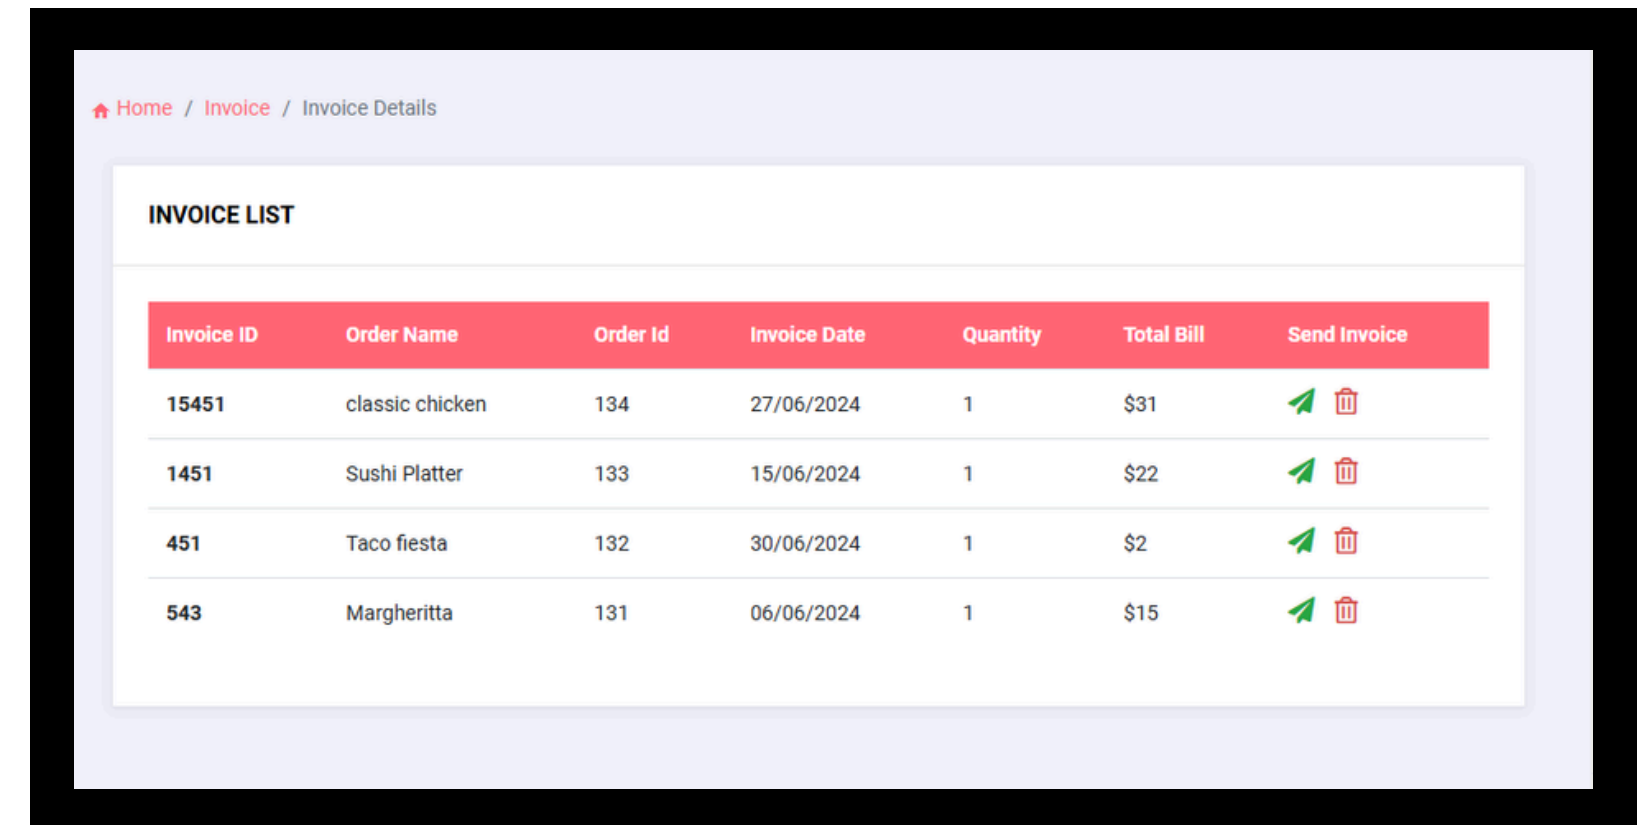 Home / Invoice / Invoice Details
INVOICE LIST
Invoice ID Order Name Order Id Invoice Date Quantity Total Bill Send Invoice
15451 classic chicken 134 27/06/2024 1 $31
1451 Sushi Platter 133 15/06/2024 1 $22
451 Taco fiesta 132 30/06/2024 1 $2
543 Margheritta 131 06/06/2024 1 $15